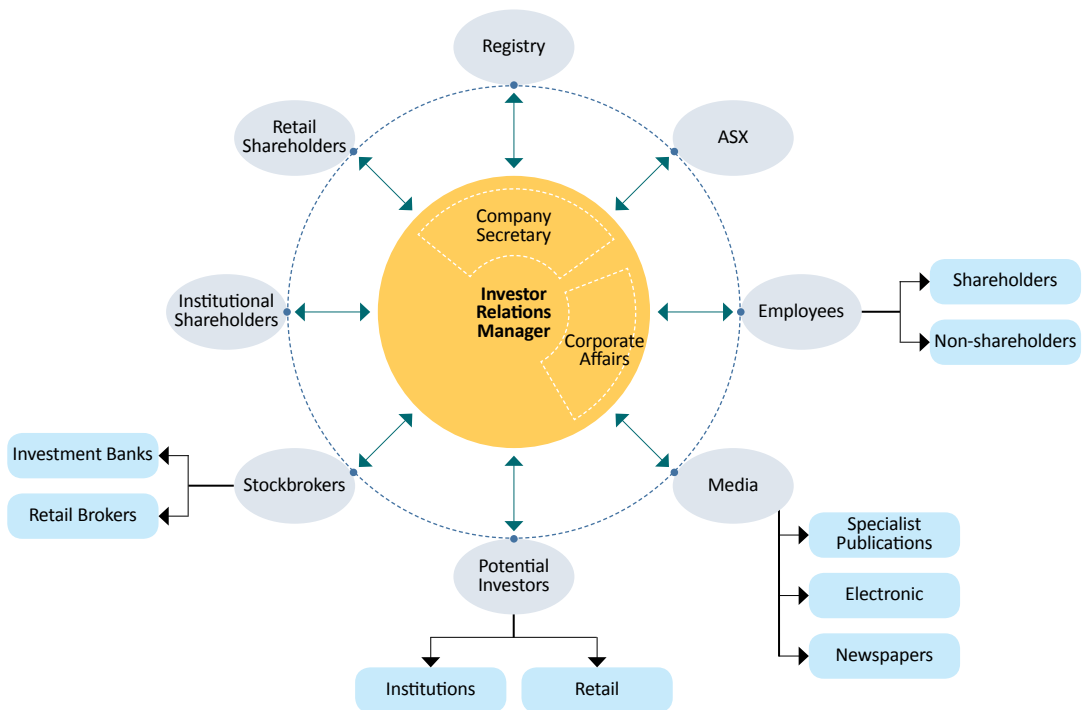 Registry
Retail
Shareholders
ASX
Company
Secretary
Investor
Relations
Manager
Corporate
Affairs
Institutional
Shareholders
Employees
Shareholders
Non-shareholders
Investment Banks
Retail Brokers
Stockbrokers
Media
Specialist
Publications
Electronic
Newspapers
Potential
Investors
Institutions
Retail